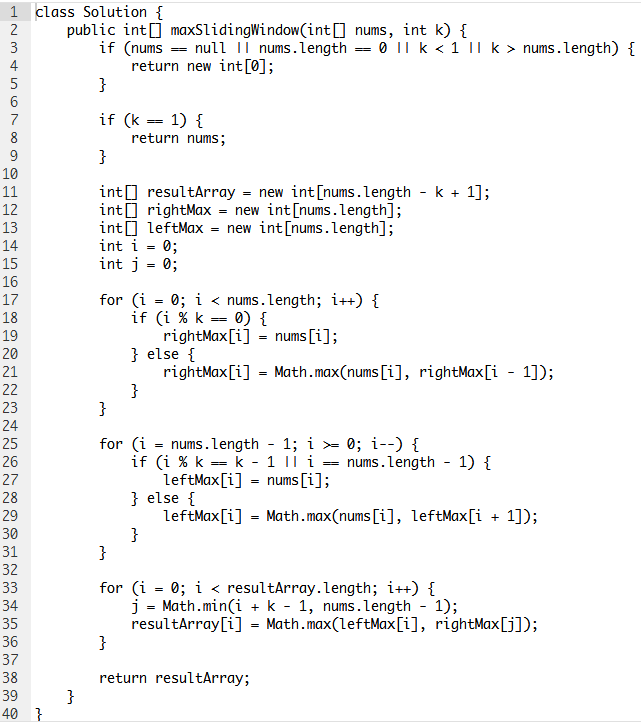 1 class Solution {
2     public int[] maxSlidingWindow(int[] nums, int k) {
3         if (nums == null || nums.length == 0 || k < 1 || k > nums.length) {
4             return new int[0];
5         }
6
7         if (k == 1) {
8             return nums;
9         }
10
11         int[] resultArray = new int[nums.length - k + 1];
12         int[] rightMax = new int[nums.length];
13         int[] leftMax = new int[nums.length];
14         int i = 0;
15         int j = 0;
16
17         for (i = 0; i < nums.length; i++) {
18             if (i % k == 0) {
19                 rightMax[i] = nums[i];
20             } else {
21                 rightMax[i] = Math.max(nums[i], rightMax[i - 1]);
22             }
23         }
24
25         for (i = nums.length - 1; i >= 0; i--) {
26             if (i % k == k - 1 || i == nums.length - 1) {
27                 leftMax[i] = nums[i];
28             } else {
29                 leftMax[i] = Math.max(nums[i], leftMax[i + 1]);
30             }
31         }
32
33         for (i = 0; i < resultArray.length; i++) {
34             j = Math.min(i + k - 1, nums.length - 1);
35             resultArray[i] = Math.max(leftMax[i], rightMax[j]);
36         }
37
38         return resultArray;
39     }
40 }